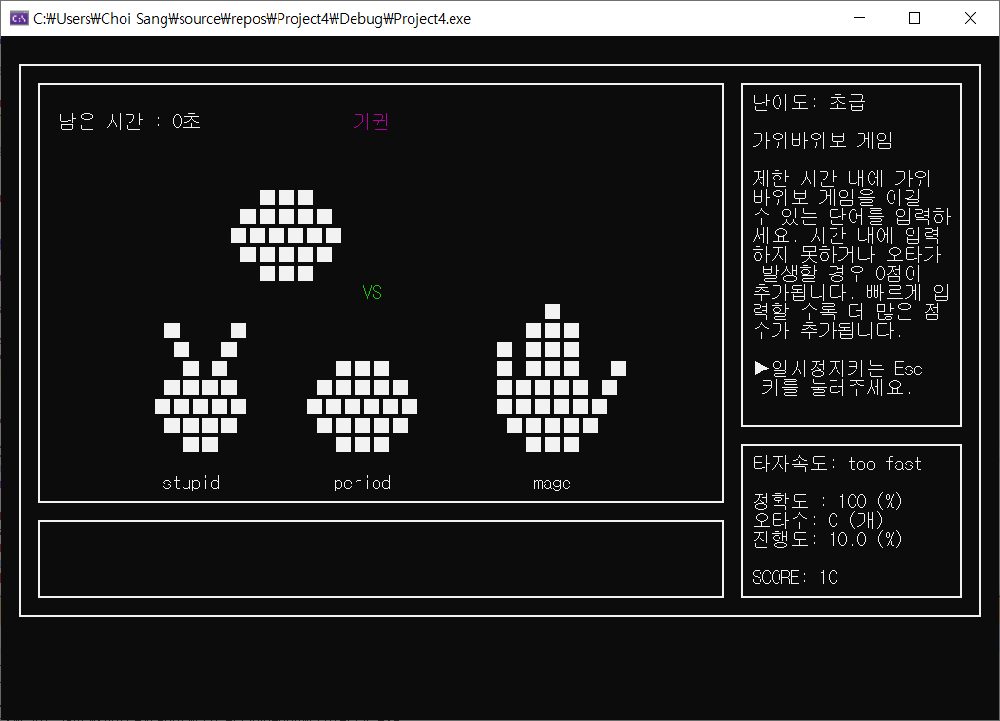 C:₩Users₩Choi Sang₩source₩repos₩Project4₩Debug₩Project4.exe
남은 시간 : 0초
기권
VS
stupid
period
image
난이도: 초급
가위바위보 게임
제한 시간 내에 가위
바위보 게임을 이길
수 있는 단어를 입력하
세요. 시간 내에 입력
하지 못하거나 오타가
발생할 경우 0점이
추가됩니다. 빠르게 입
력할 수록 더 많은 점
수가 추가됩니다.
▶일시정지키는 Esc
키를 눌러주세요.
타자속도: too fast
정확도 : 100 (%)
오타수: 0 (개)
진행도: 10.0 (%)
SCORE: 10